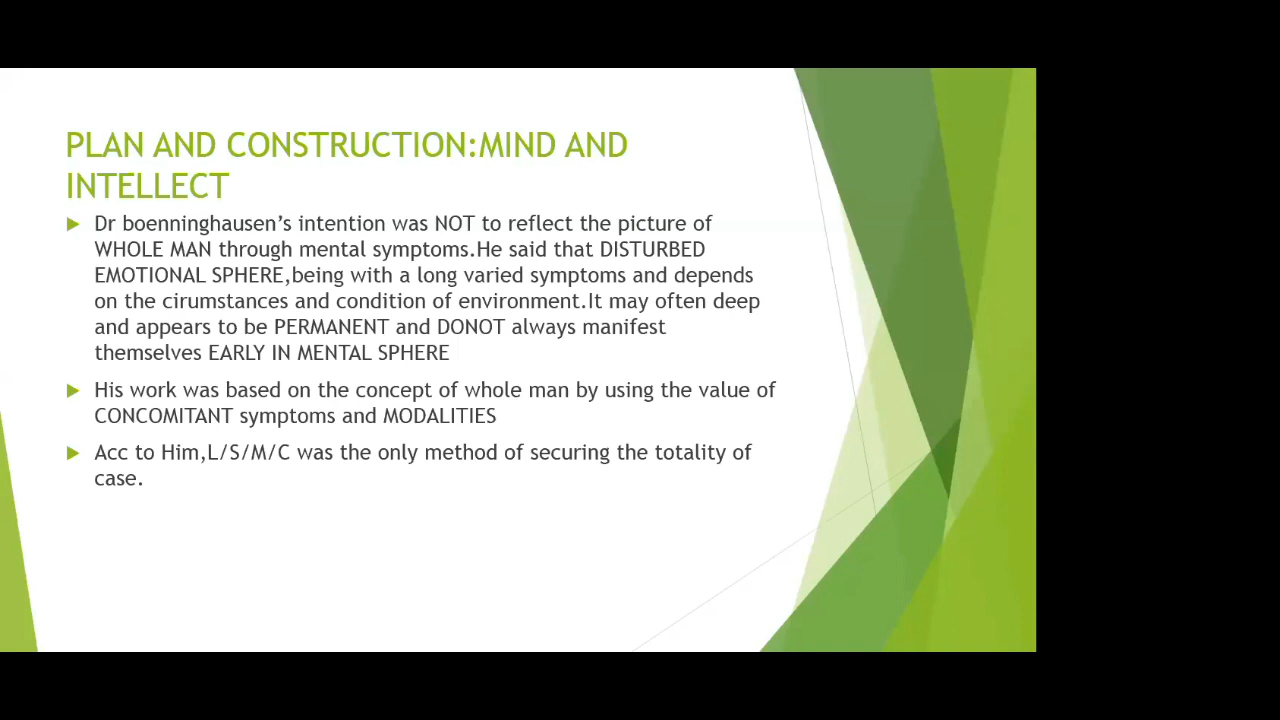 PLAN AND CONSTRUCTION:MIND AND
INTELLECT
Dr boenninghausen’s intention was NOT to reflect the picture of
WHOLE MAN through mental symptoms.He said that DISTURBED
EMOTIONAL SPHERE,being with a long varied symptoms and depends
on the cirumstances and condition of environment.It may often deep
and appears to be PERMANENT and DONOT always manifest
themselves EARLY IN MENTAL SPHERE
His work was based on the concept of whole man by using the value of
CONCOMITANT symptoms and MODALITIES
Acc to Him,L/S/M/C was the only method of securing the totality of
case.